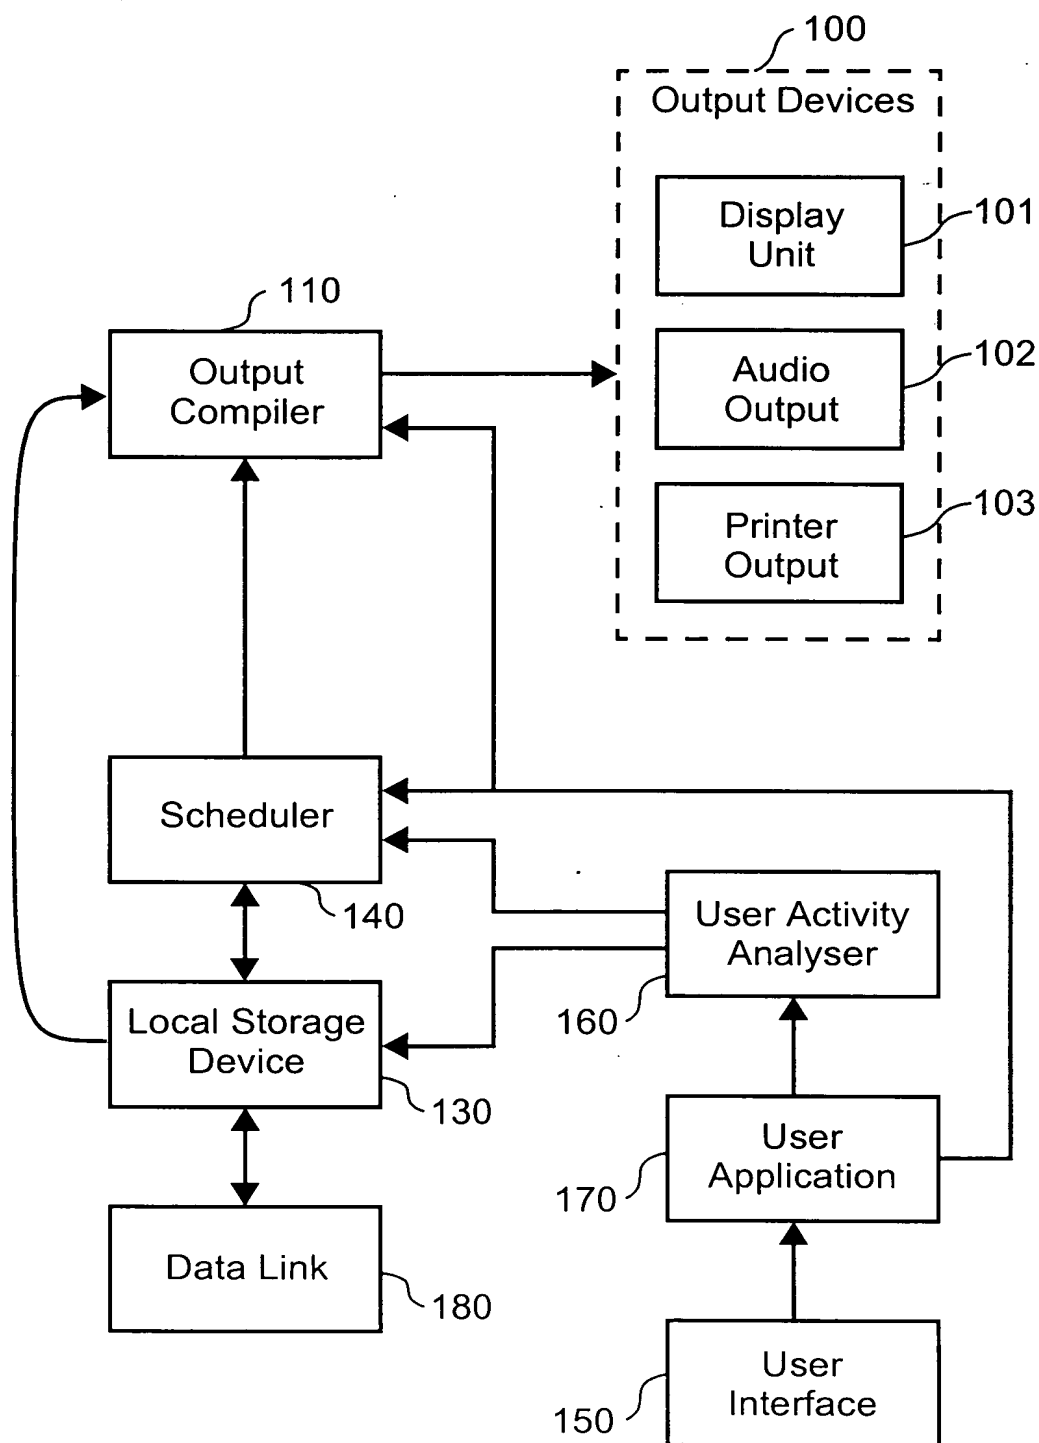 100
Output Devices
Display
Unit
101
110
Output
Compiler
Audio
Output
102
Printer
Output
103
Scheduler
140
User Activity
Analyser
160
Local Storage
Device
130
User
Application
170
Data Link
180
User
Interface
150